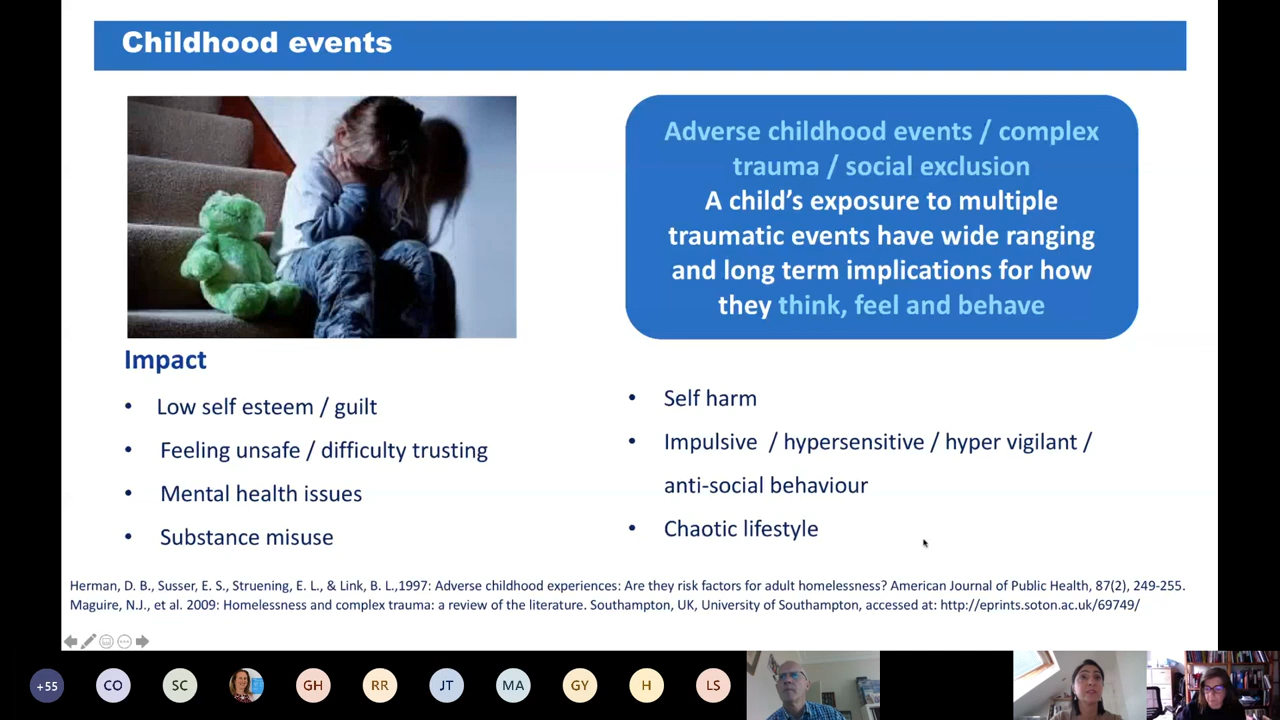 Childhood events
Adverse childhood events / complex
trauma / social exclusion
A child’s exposure to multiple
traumatic events have wide ranging
and long term implications for how
they think, feel and behave
Impact
• Low self esteem / guilt
• Feeling unsafe / difficulty trusting
• Mental health issues
• Substance misuse
• Self harm
• Impulsive / hypersensitive / hyper vigilant /
anti-social behaviour
• Chaotic lifestyle
Herman, D. B., Susser, E. S., Struening, E. L., & Link, B. L.,1997: Adverse childhood experiences: Are they risk factors for adult homelessness? American Journal of Public Health, 87(2), 249-255.
Maguire, N.J., et al. 2009: Homelessness and complex trauma: a review of the literature. Southampton, UK, University of Southampton, accessed at: http://eprints.soton.ac.uk/69749/
+55 CO SC GH RR JT MA GY H LS